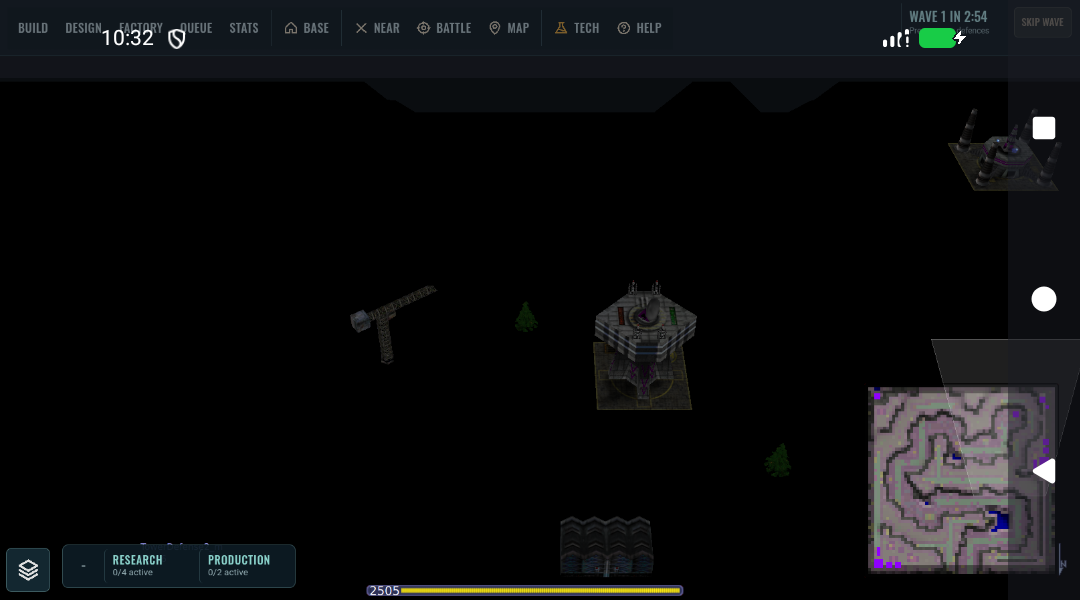 BUILD DESIGN FACTORY QUEUE STATS BASE NEAR BATTLE MAP TECH HELP
WAVE 1 IN 2:54
SKIP WAVE
10:32
RESEARCH
0/4 active
PRODUCTION
0/2 active
2505